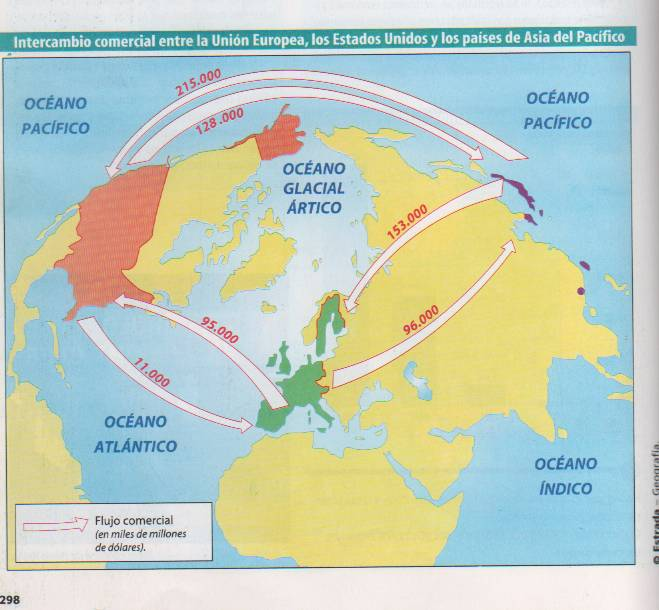 Intercambio comercial entre la Unión Europea, los Estados Unidos y los países de Asia del Pacífico
215.000
128.000
OCÉANO
PACÍFICO
OCÉANO
PACÍFICO
OCÉANO
GLACIAL
ÁRTICO
153.000
96.000
95.000
11.000
OCÉANO
ATLÁNTICO
OCÉANO
ÍNDICO
Flujo comercial
(en miles de millones
de dólares).
© Estrada – Geografía
298